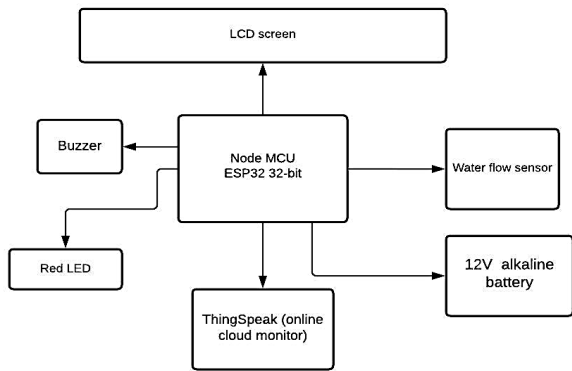 LCD screen
Buzzer
Node MCU
ESP32 32-bit
Water flow sensor
Red LED
12V alkaline
battery
ThingSpeak (online
cloud monitor)